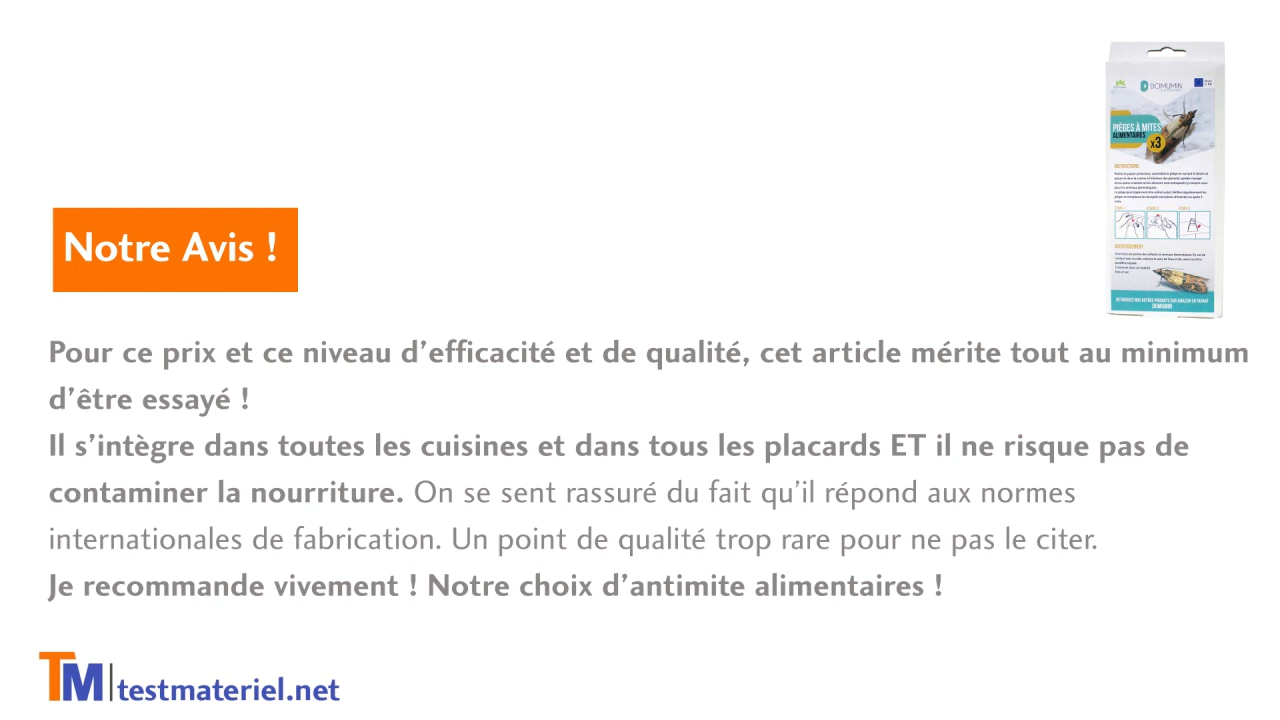 DOMUMIN
PIÈGES À MITES
ALIMENTAIRES
x3
INSTRUCTIONS
Notre Avis !
Pour ce prix et ce niveau d’efficacité et de qualité, cet article mérite tout au minimum
d’être essayé !
Il s’intègre dans toutes les cuisines et dans tous les placards ET il ne risque pas de
contaminer la nourriture. On se sent rassuré du fait qu’il répond aux normes
internationales de fabrication. Un point de qualité trop rare pour ne pas le citer.
Je recommande vivement ! Notre choix d’antimite alimentaires !
TM testmateriel.net